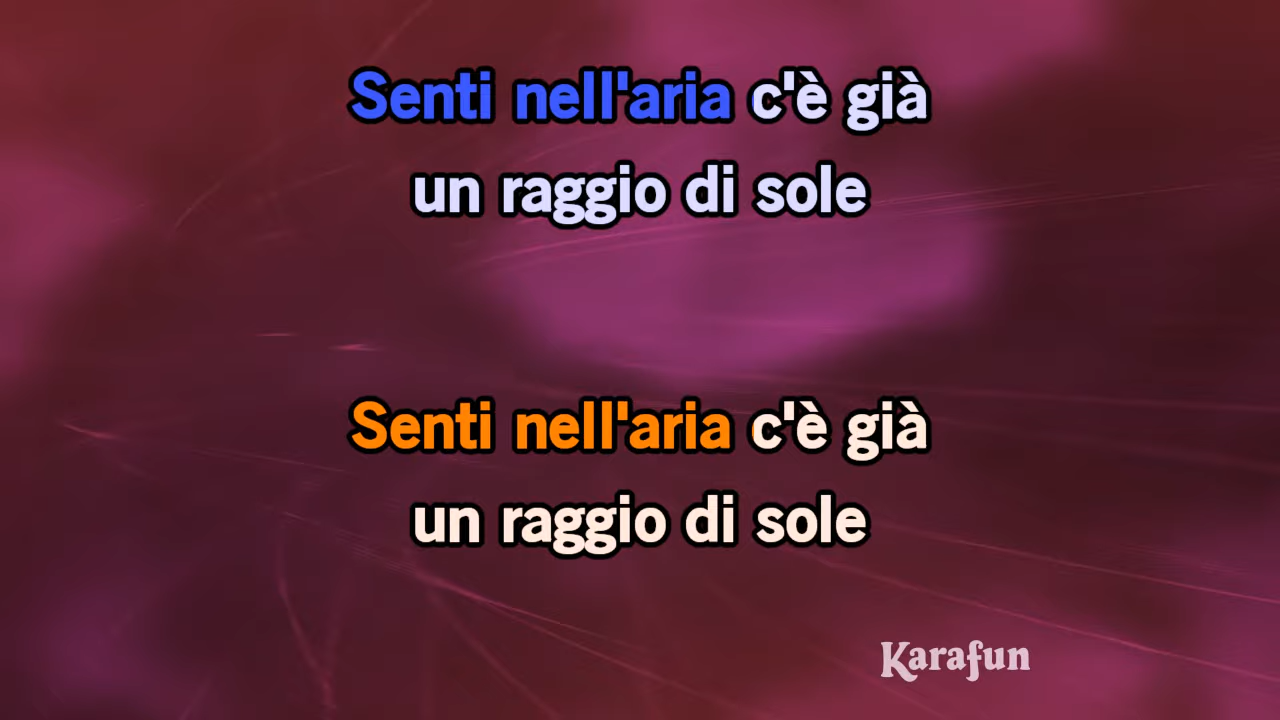 Senti nell'aria c'è già
un raggio di sole
Senti nell'aria c'è già
un raggio di sole
Karafun